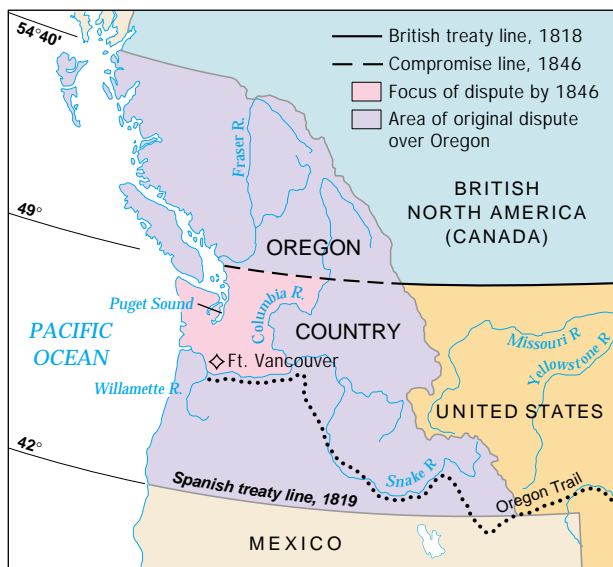 54°40'
British treaty line, 1818
Compromise line, 1846
Focus of dispute by 1846
Area of original dispute
over Oregon
Fraser R.
49°
BRITISH
NORTH AMERICA
(CANADA)
OREGON
Puget Sound
Columbia R.
COUNTRY
PACIFIC
OCEAN
Missouri R
Yellowstone R
Ft. Vancouver
Willamette R.
UNITED STATES
42°
Snake R
Spanish treaty line, 1819
Oregon Trail
MEXICO